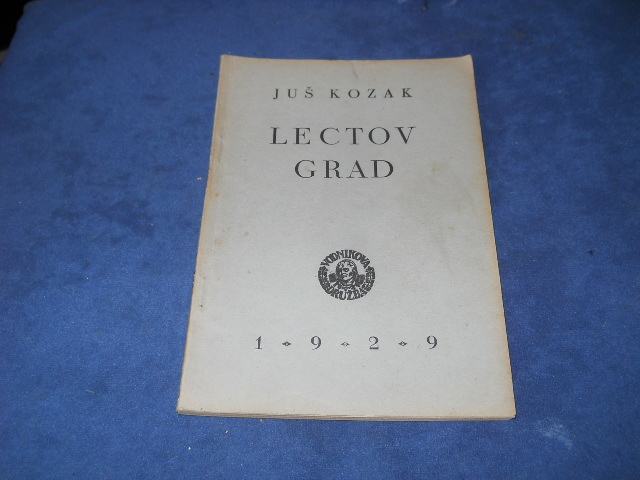 JUŠ KOZAK
LECTOV
GRAD
VODNIKOVA
DRUŽBA
1 9 2 9